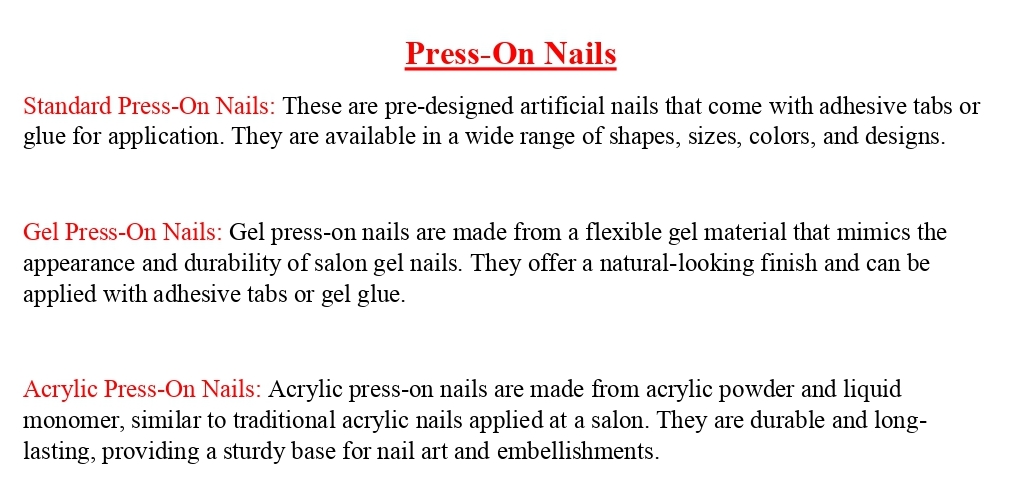 Press-On Nails
Standard Press-On Nails: These are pre-designed artificial nails that come with adhesive tabs or
glue for application. They are available in a wide range of shapes, sizes, colors, and designs.
Gel Press-On Nails: Gel press-on nails are made from a flexible gel material that mimics the
appearance and durability of salon gel nails. They offer a natural-looking finish and can be
applied with adhesive tabs or gel glue.
Acrylic Press-On Nails: Acrylic press-on nails are made from acrylic powder and liquid
monomer, similar to traditional acrylic nails applied at a salon. They are durable and long-
lasting, providing a sturdy base for nail art and embellishments.